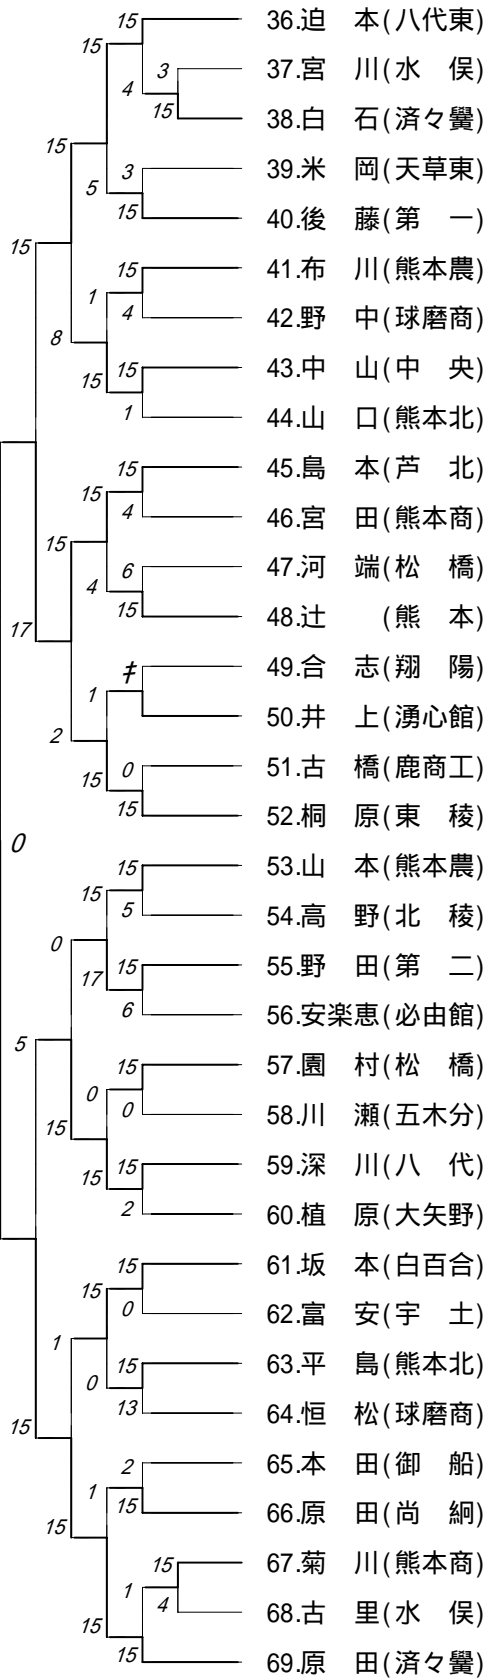 15 36.迫　本(八代東)
15
3 37.宮　川(水　俣)
4
15 38.白　石(済々黌)
15
3 39.米　岡(天草東)
5
15 40.後　藤(第　一)
15
15 41.布　川(熊本農)
1
4 42.野　中(球磨商)
8
15 43.中　山(中　央)
15
1 44.山　口(熊本北)
15 45.島　本(芦　北)
15
4 46.宮　田(熊本商)
15
6 47.河　端(松　橋)
4
15 48.辻　　(熊　本)
17
キ 49.合　志(翔　陽)
1
50.井　上(湧心館)
2
0 51.古　橋(鹿商工)
15
15 52.桐　原(東　稜)
0
15 53.山　本(熊本農)
15
5 54.高　野(北　稜)
0
15 55.野　田(第　二)
17
6 56.安楽恵(必由館)
5
15 57.園　村(松　橋)
0
0 58.川　瀬(五木分)
15
15 59.深　川(八　代)
15
2 60.植　原(大矢野)
15 61.坂　本(白百合)
15
0 62.富　安(宇　土)
1
15 63.平　島(熊本北)
0
13 64.恒　松(球磨商)
15
2 65.本　田(御　船)
1
15 66.原　田(尚　絅)
15
15 67.菊　川(熊本商)
1
4 68.古　里(水　俣)
15
15 69.原　田(済々黌)